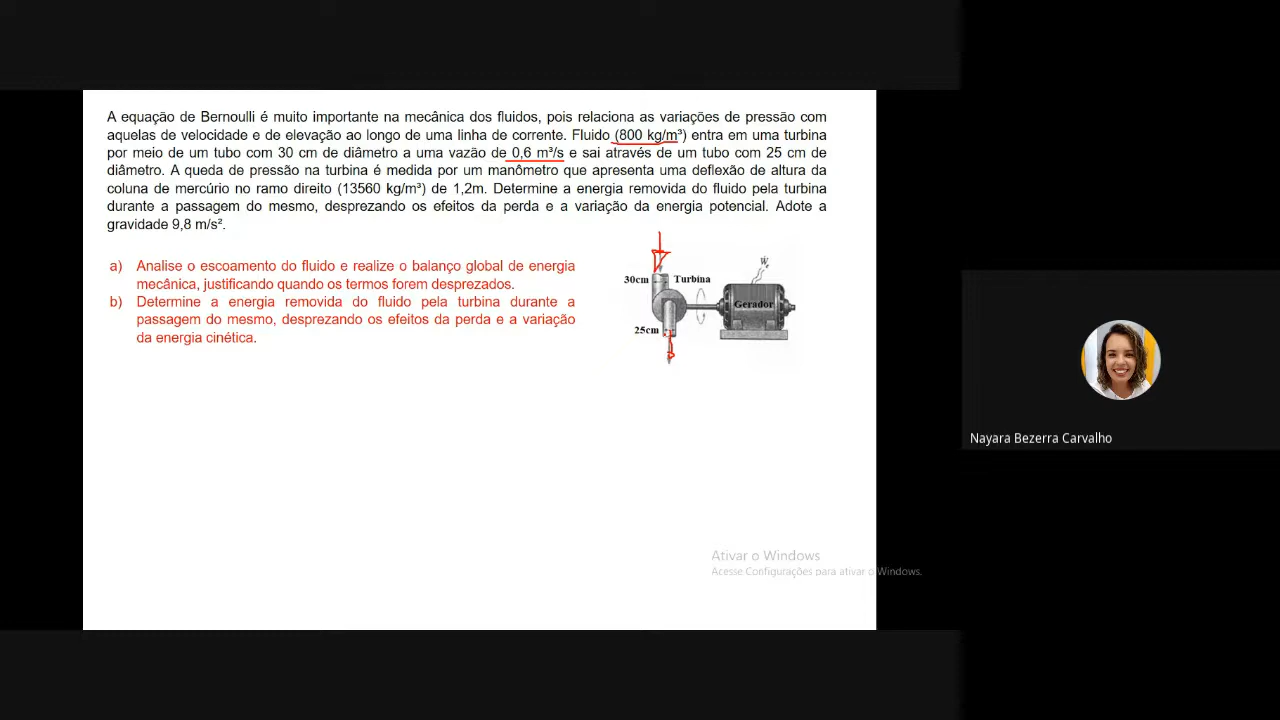 A equação de Bernoulli é muito importante na mecânica dos fluidos, pois relaciona as variações de pressão com
aquelas de velocidade e de elevação ao longo de uma linha de corrente. Fluido (800 kg/m³) entra em uma turbina
por meio de um tubo com 30 cm de diâmetro a uma vazão de 0,6 m³/s e sai através de um tubo com 25 cm de
diâmetro. A queda de pressão na turbina é medida por um manômetro que apresenta uma deflexão de altura da
coluna de mercúrio no ramo direito (13560 kg/m³) de 1,2m. Determine a energia removida do fluido pela turbina
durante a passagem do mesmo, desprezando os efeitos da perda e a variação da energia potencial. Adote a
gravidade 9,8 m/s².
a) Analise o escoamento do fluido e realize o balanço global de energia
mecânica, justificando quando os termos forem desprezados.
b) Determine a energia removida do fluido pela turbina durante a
passagem do mesmo, desprezando os efeitos da perda e a variação
da energia cinética.
30cm
Turbina
Gerador
25cm
Nayara Bezerra Carvalho
Ativar o Windows
Acesse Configurações para ativar o Windows.